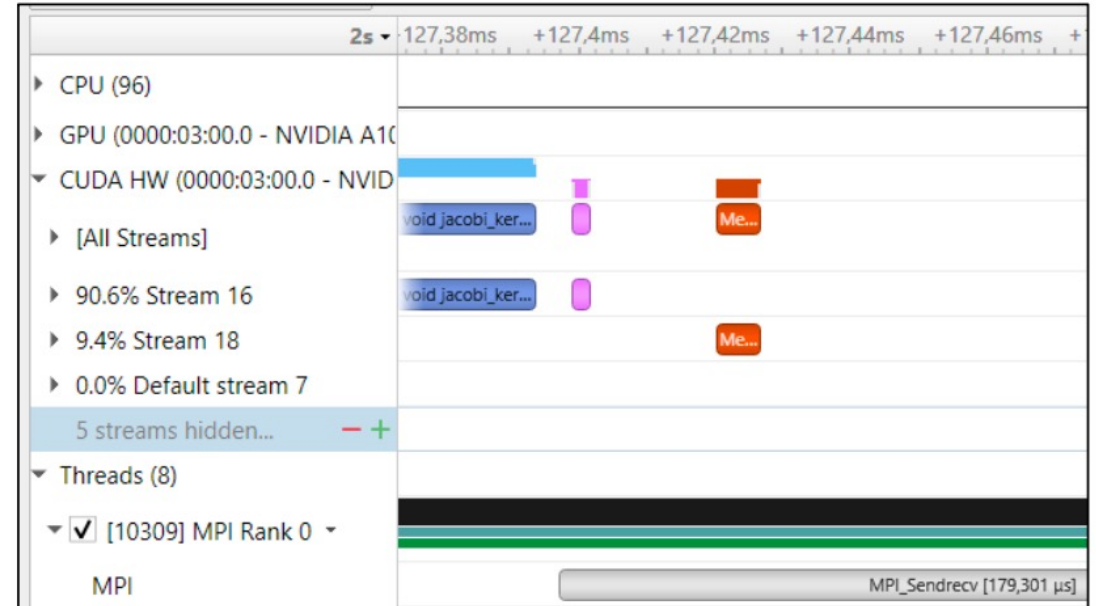 2s 127,38ms +127,4ms +127,42ms +127,44ms +127,46ms +
CPU (96)
GPU (0000:03:00.0 - NVIDIA A10
CUDA HW (0000:03:00.0 - NVID
[All Streams] void jacobi_ker... Me...
90.6% Stream 16 void jacobi_ker...
9.4% Stream 18 Me...
0.0% Default stream 7
5 streams hidden... − +
Threads (8)
[10309] MPI Rank 0
MPI MPI_Sendrecv [179,301 µs]